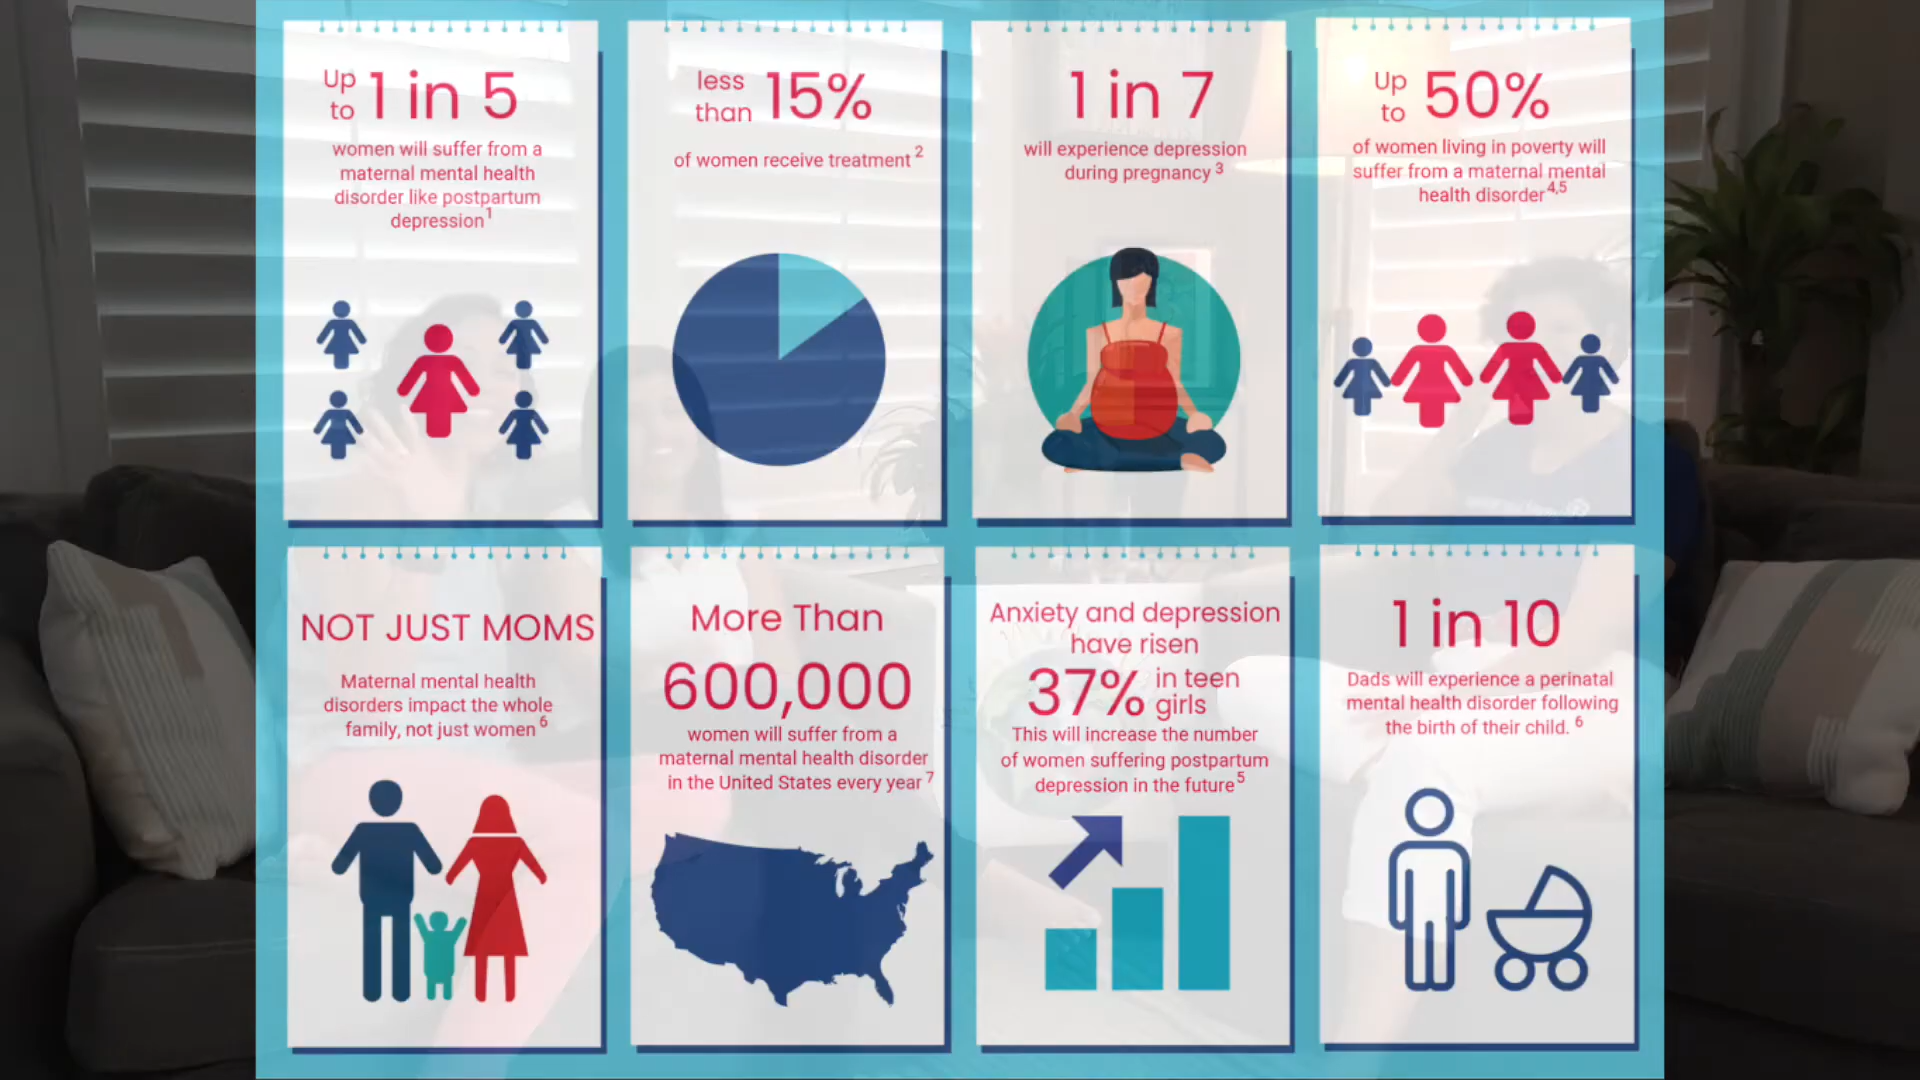 Up to 1 in 5
women will suffer from a
maternal mental health
disorder like postpartum
depression1
less than 15%
of women receive treatment 2
1 in 7
will experience depression
during pregnancy 3
Up to 50%
of women living in poverty will
suffer from a maternal mental
health disorder 4,5
NOT JUST MOMS
Maternal mental health
disorders impact the whole
family, not just women 6
More Than
600,000
women will suffer from a
maternal mental health disorder
in the United States every year 7
Anxiety and depression
have risen
37% in teen girls
This will increase the number
of women suffering postpartum
depression in the future 5
1 in 10
Dads will experience a perinatal
mental health disorder following
the birth of their child. 6